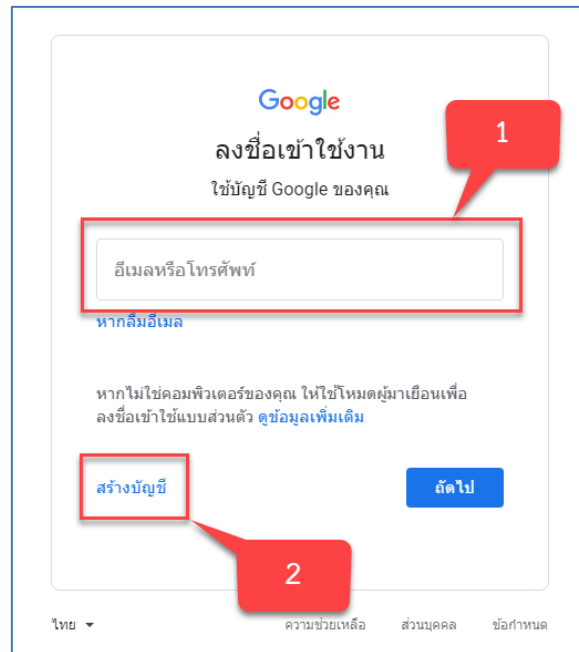 Google
1
ลงชื่อเข้าใช้งาน
ใช้บัญชี Google ของคุณ
อีเมลหรือโทรศัพท์
หากลืมอีเมล
หากไม่ใช่คอมพิวเตอร์ของคุณ ให้ใช้โหมดผู้มาเยือนเพื่อ
ลงชื่อเข้าใช้แบบส่วนตัว ดูข้อมูลเพิ่มเติม
สร้างบัญชี
ถัดไป
2
ไทย
ความช่วยเหลือ ส่วนบุคคล ข้อกำหนด